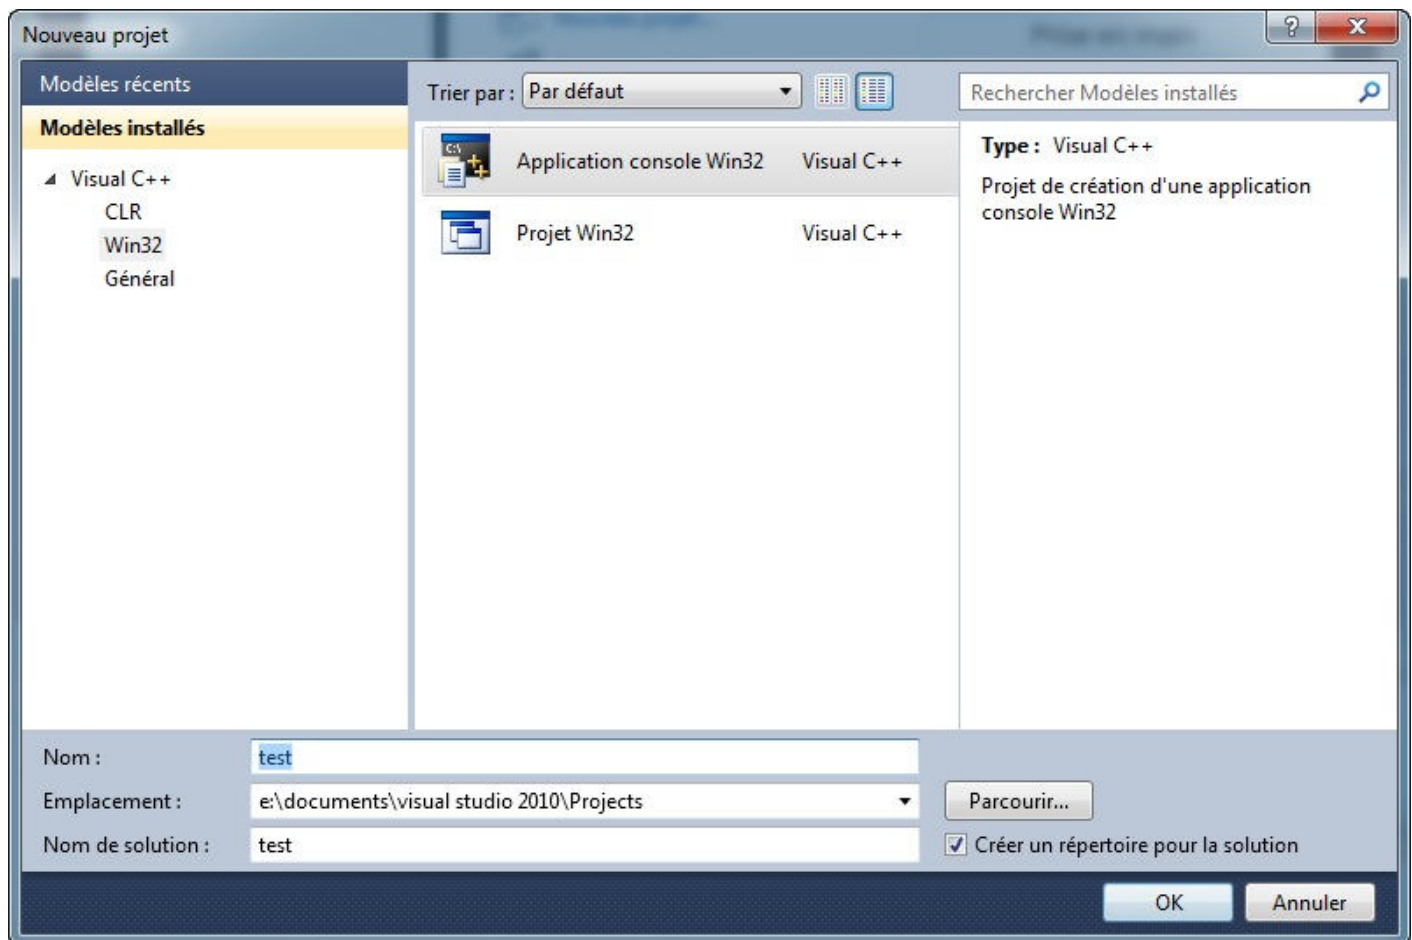 Nouveau projet
Modèles récents
Modèles installés
Visual C++
CLR
Win32
Général
Trier par : Par défaut
Rechercher Modèles installés
Application console Win32 Visual C++
Projet Win32 Visual C++
Type : Visual C++
Projet de création d'une application
console Win32
Nom : test
Emplacement : e:\documents\visual studio 2010\Projects Parcourir...
Nom de solution : test Créer un répertoire pour la solution
OK Annuler